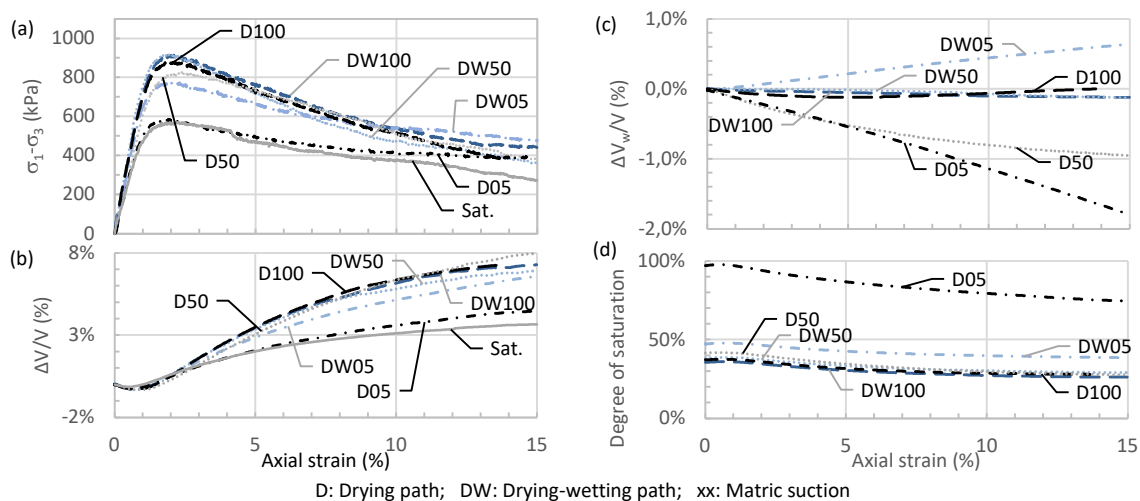 (a)
σ1-σ3 (kPa)
1000
800
600
400
200
0
D100
DW100
DW50
DW05
D50
D05
Sat.
(b)
ΔV/V (%)
8%
3%
-2%
D50
D100
DW50
DW100
DW05
Sat.
D05
0 5 10 15
Axial strain (%)
(c)
ΔVw/V (%)
1,0%
0,0%
-1,0%
-2,0%
DW05
DW50
D100
DW100
D50
D05
(d)
Degree of saturation
100%
50%
0%
D05
D50
DW50
DW05
DW100
D100
0 5 10 15
Axial strain (%)
D: Drying path; DW: Drying-wetting path; xx: Matric suction